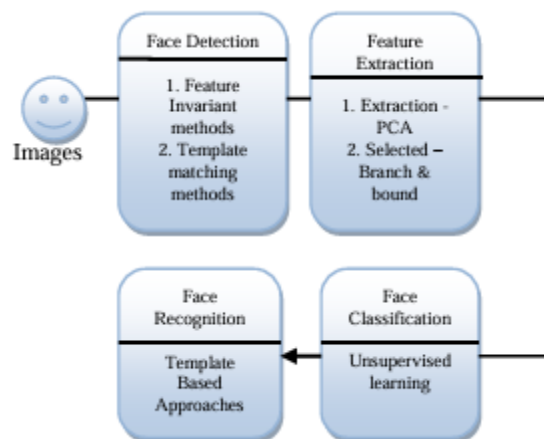 Images
Face Detection
1. Feature
Invariant
methods
2. Template
matching
methods
Feature
Extraction
1. Extraction -
PCA
2. Selected –
Branch &
bound
Face
Recognition
Template
Based
Approaches
Face
Classification
Unsupervised
learning